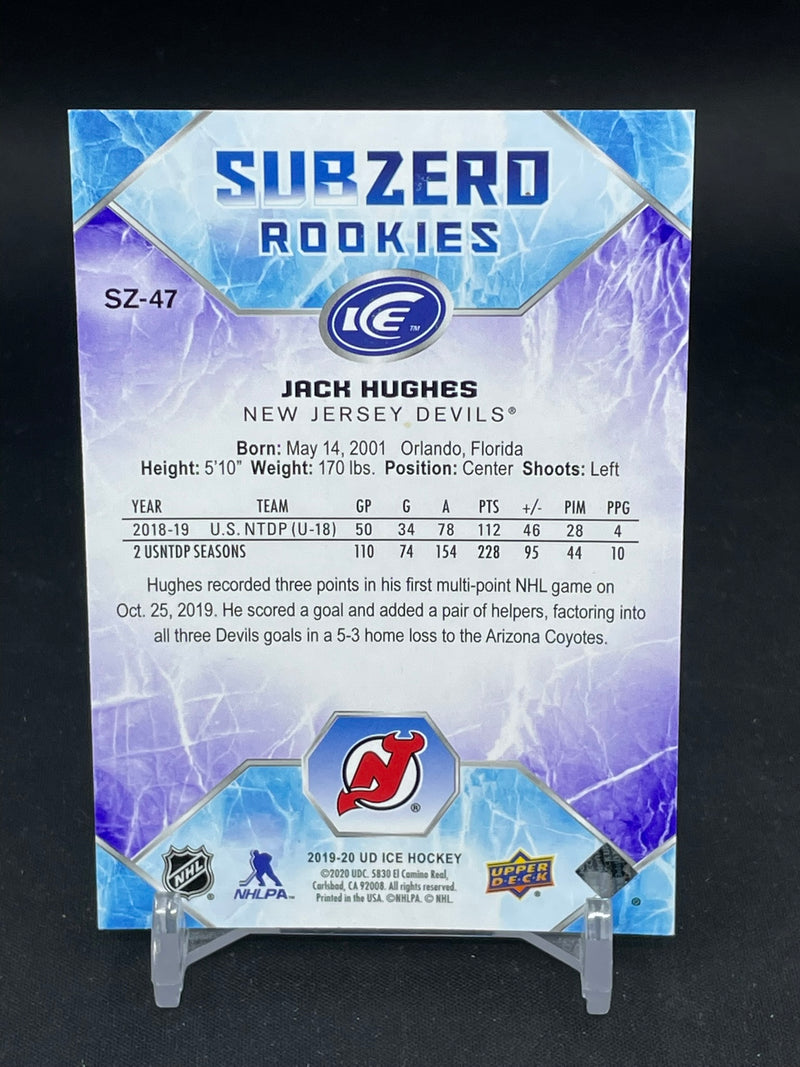 SUBZERO
ROOKIES
SZ-47
ICE ™
JACK HUGHES
NEW JERSEY DEVILS®
Born: May 14, 2001 Orlando, Florida
Height: 5'10" Weight: 170 lbs. Position: Center Shoots: Left
YEAR TEAM GP G A PTS +/- PIM PPG
2018-19 U.S. NTDP (U-18) 50 34 78 112 46 28 4
2 USNTDP SEASONS 110 74 154 228 95 44 10
Hughes recorded three points in his first multi-point NHL game on
Oct. 25, 2019. He scored a goal and added a pair of helpers, factoring into
all three Devils goals in a 5-3 home loss to the Arizona Coyotes.
NJ ®
2019-20 UD ICE HOCKEY
©2020 UDC. 5830 El Camino Real,
Carlsbad, CA 92008. All rights reserved.
Printed in the USA. ©NHLPA. © NHL.
NHL ®
NHLPA™
UPPER
D·E·C·K
®